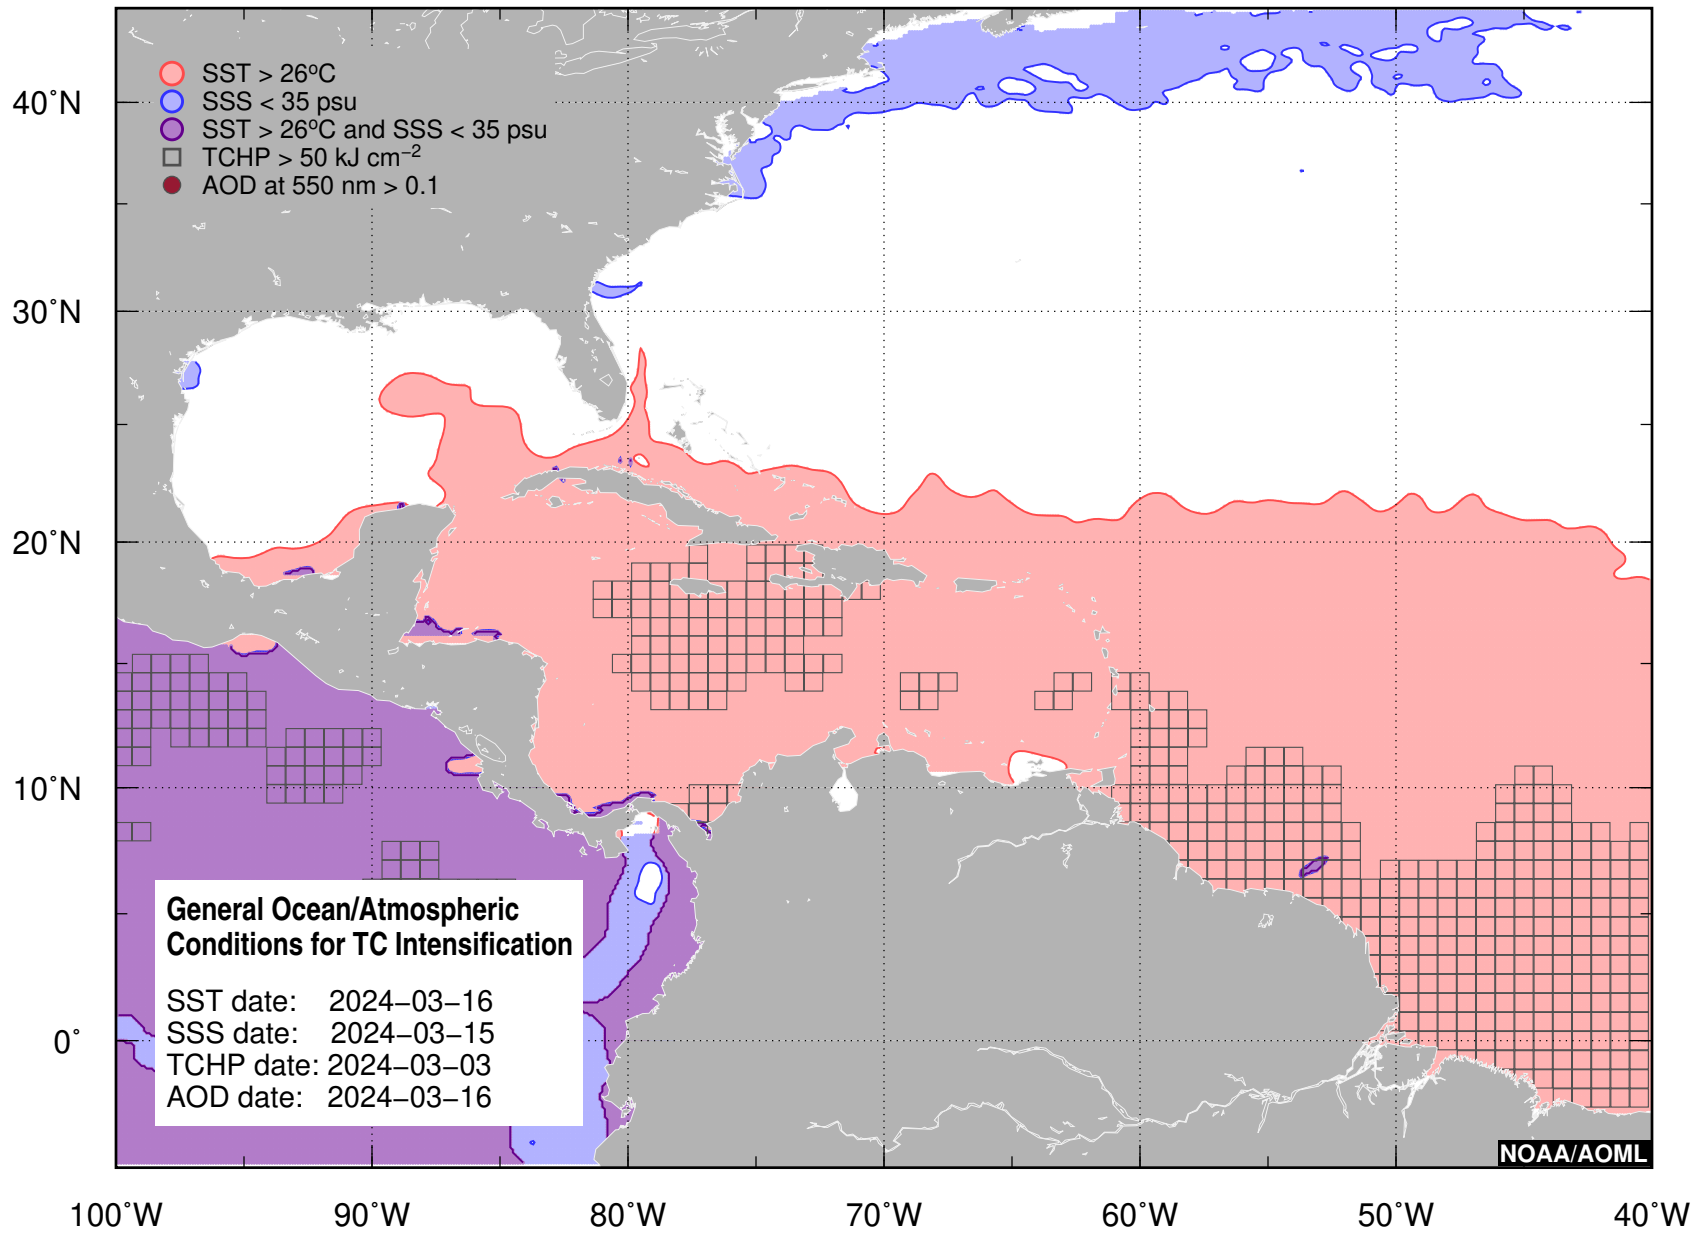 SST > 26ºC
SSS < 35 psu
SST > 26ºC and SSS < 35 psu
TCHP > 50 kJ cm⁻²
AOD at 550 nm > 0.1
40˚N
30˚N
20˚N
10˚N
0˚
General Ocean/Atmospheric
Conditions for TC Intensification
SST date: 2024−03−16
SSS date: 2024−03−15
TCHP date: 2024−03−03
AOD date: 2024−03−16
NOAA/AOML
100˚W 90˚W 80˚W 70˚W 60˚W 50˚W 40˚W